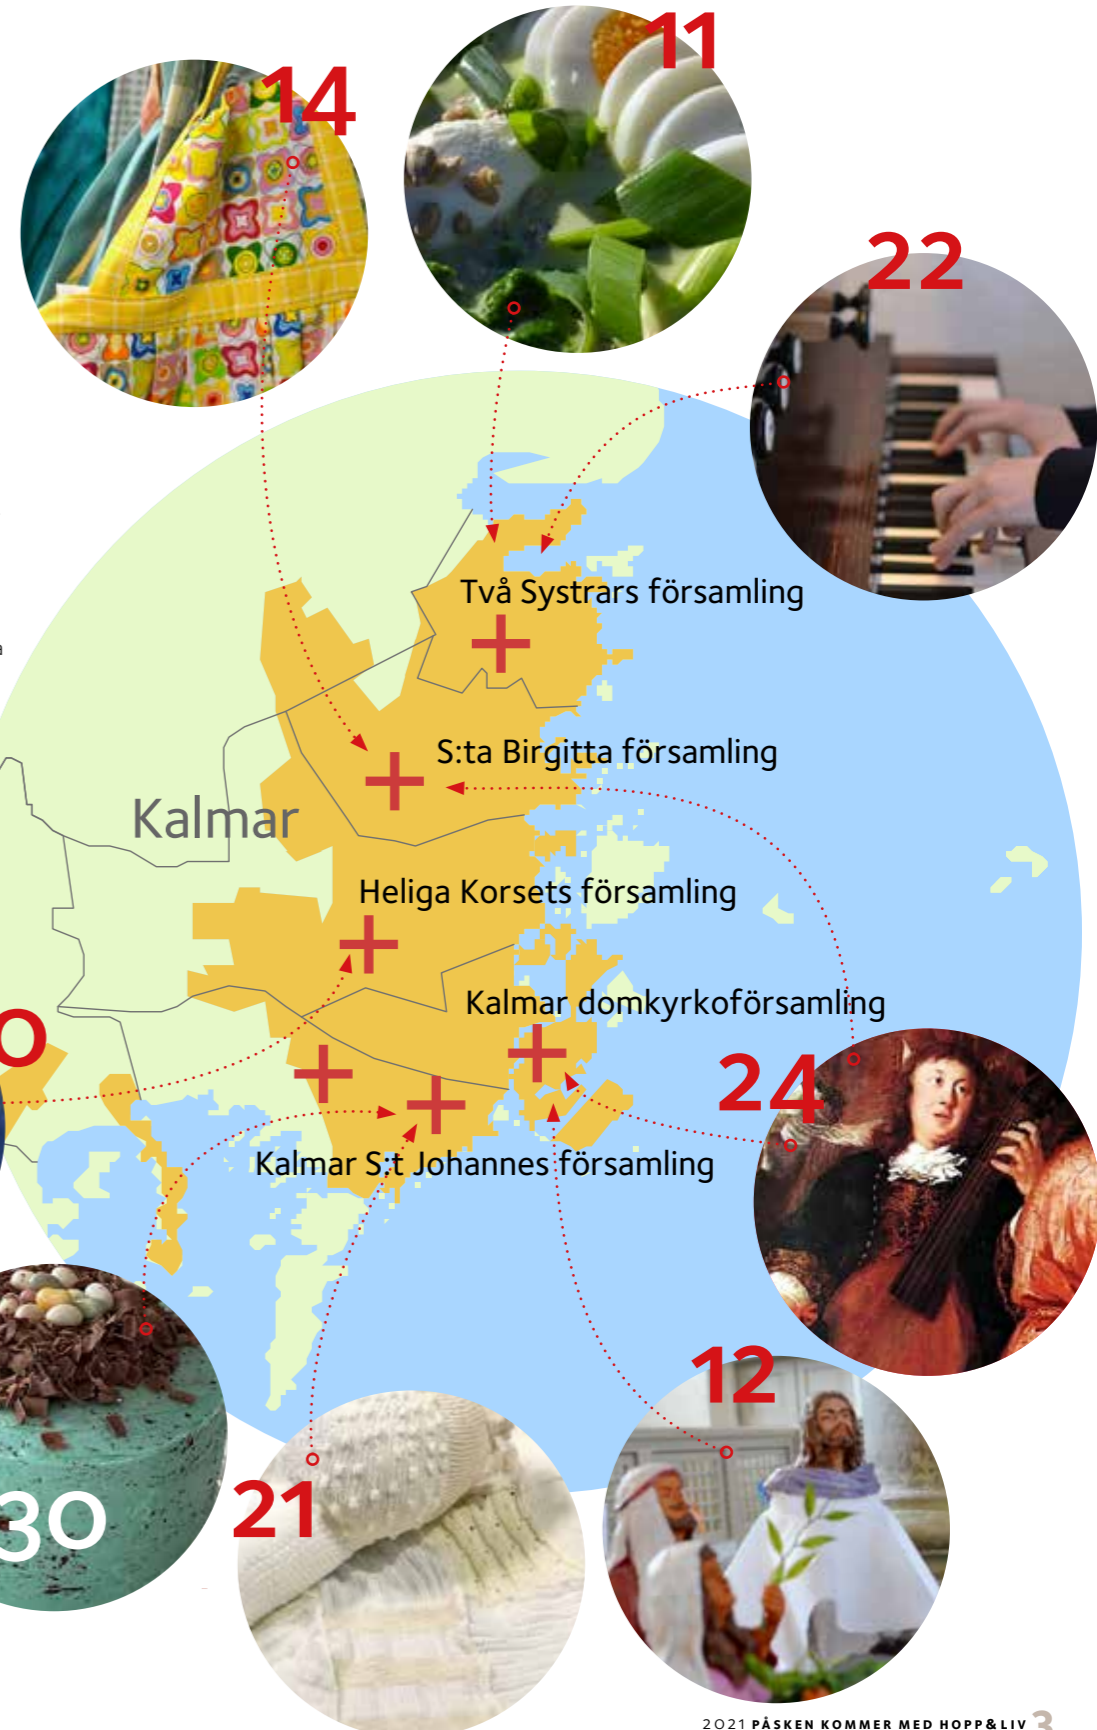 14
11
22
Två Systrars församling
S:ta Birgitta församling
Kalmar
Heliga Korsets församling
Kalmar domkyrkoförsamling
24
Kalmar S:t Johannes församling
12
21
30
2021 PÅSKEN KOMMER MED HOPP&LIV 3